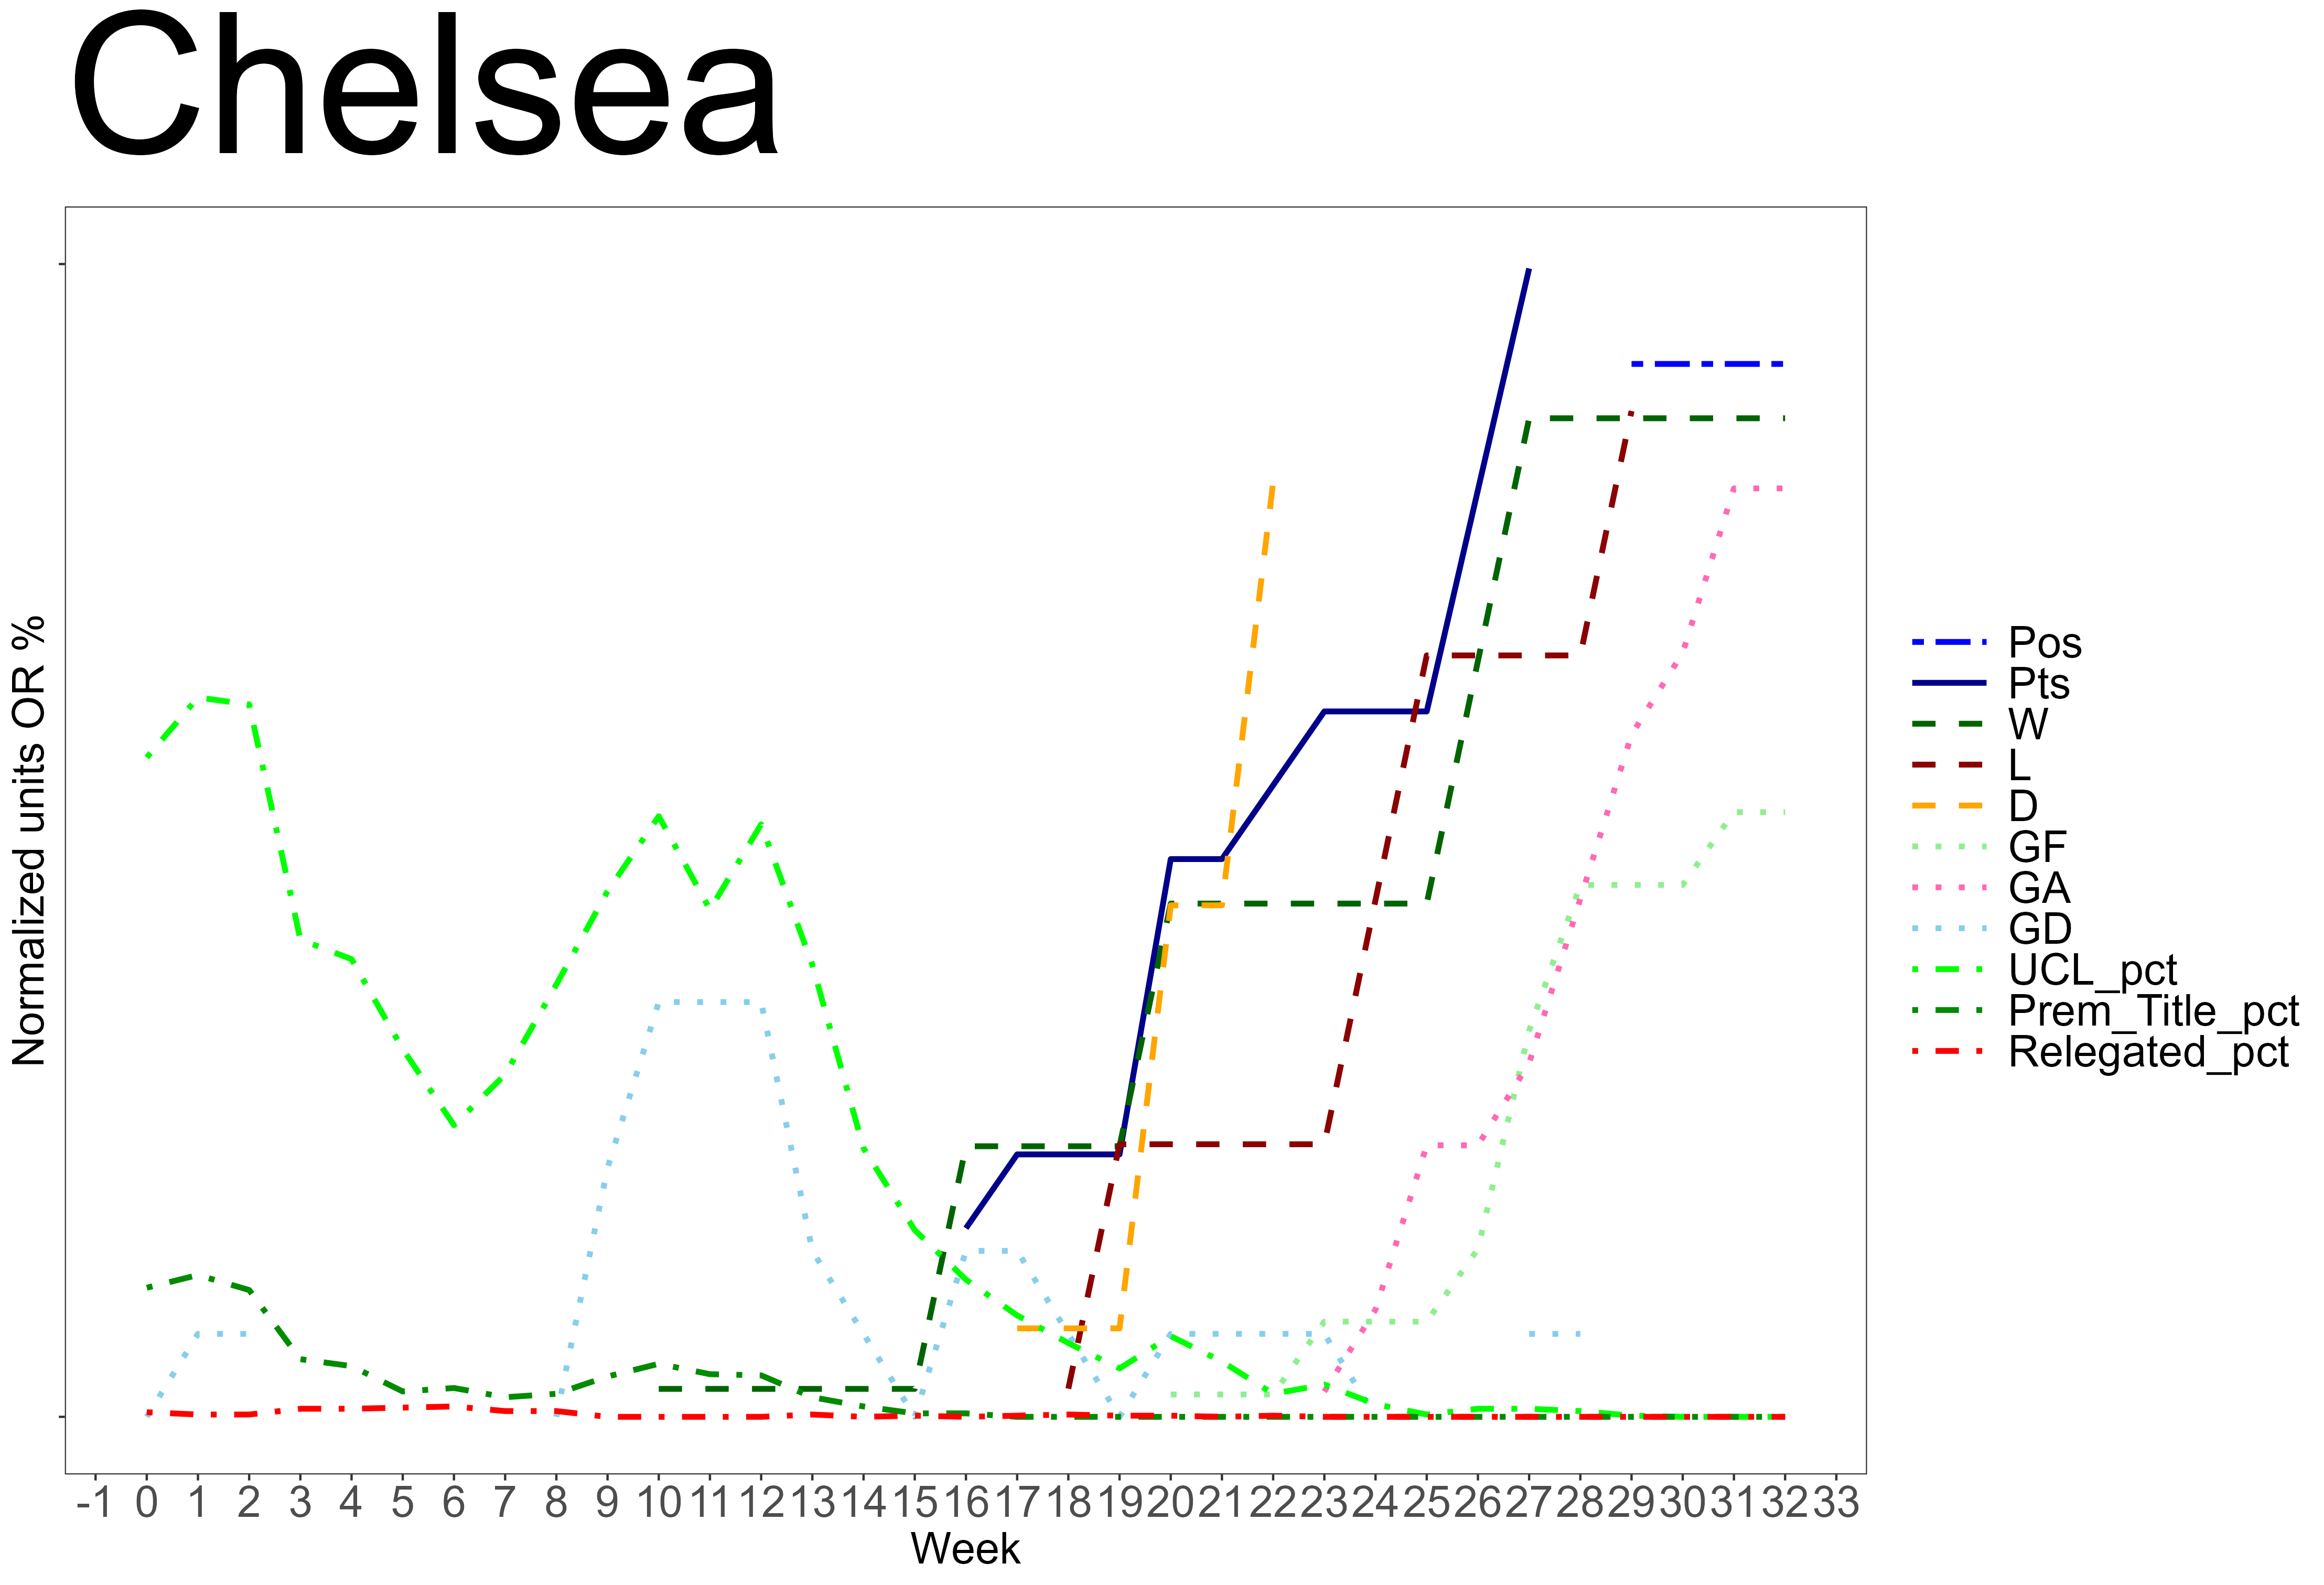 Chelsea
Normalized units OR %
Pos
Pts
W
L
D
GF
GA
GD
UCL_pct
Prem_Title_pct
Relegated_pct
-1 0 1 2 3 4 5 6 7 8 9 10 11 12 13 14 15 16 17 18 19 20 21 22 23 24 25 26 27 28 29 30 31 32 33
Week